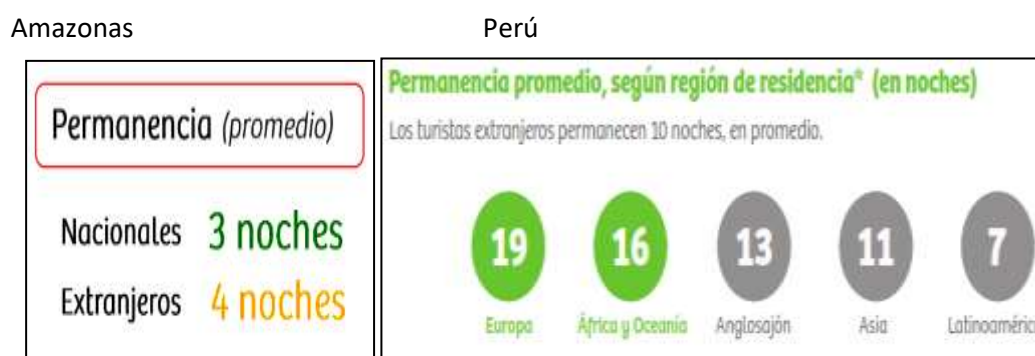 Amazonas Perú
Permanencia (promedio)
Nacionales 3 noches
Extranjeros 4 noches
Permanencia promedio, según región de residencia* (en noches)
Los turistas extranjeros permanecen 10 noches, en promedio.
19 16 13 11 7
Europa África y Oceanía Anglosajón Asia Latinoaméric